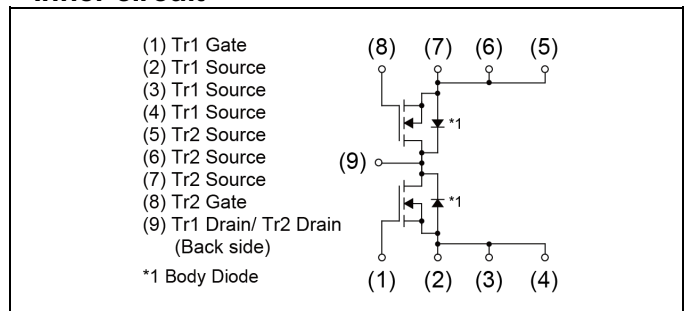 (1) Tr1 Gate
(2) Tr1 Source
(3) Tr1 Source
(4) Tr1 Source
(5) Tr2 Source
(6) Tr2 Source
(7) Tr2 Source
(8) Tr2 Gate
(9) Tr1 Drain/ Tr2 Drain
(Back side)
*1 Body Diode
(8) (7) (6) (5)
*1
(9)
*1
(1) (2) (3) (4)